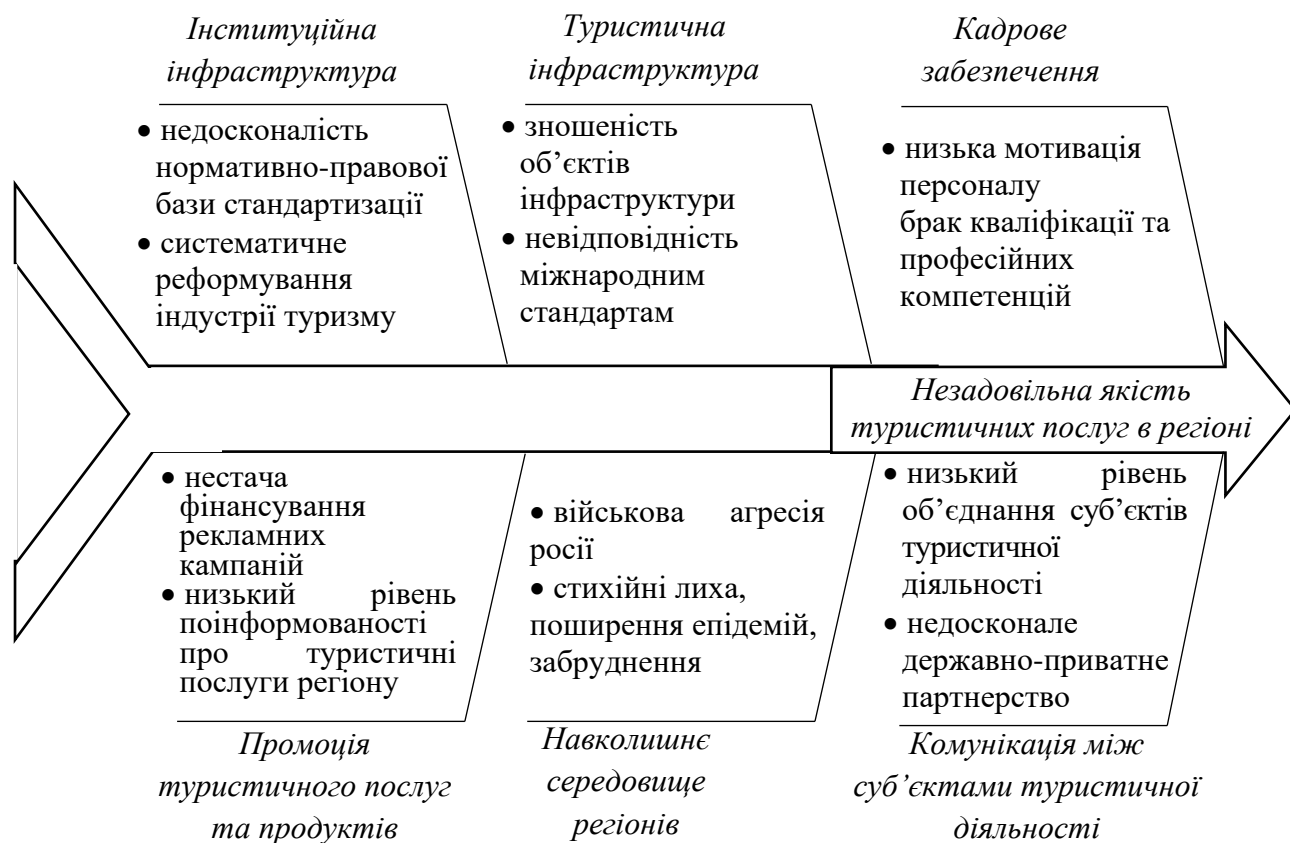 Інституційна
інфраструктура
• недосконалість
нормативно-правової
бази стандартизації
• систематичне
реформування
індустрії туризму
Туристична
інфраструктура
• зношеність
об’єктів
інфраструктури
• невідповідність
міжнародним
стандартам
Кадрове
забезпечення
• низька мотивація
персоналу
брак кваліфікації та
професійних
компетенцій
Незадовільна якість
туристичних послуг в регіоні
• нестача
фінансування
рекламних
кампаній
• низький рівень
поінформованості
про туристичні
послуги регіону
Промоція
туристичного послуг
та продуктів
• військова агресія
росії
• стихійні лиха,
поширення епідемій,
забруднення
Навколишнє
середовище
регіонів
• низький рівень
об’єднання суб’єктів
туристичної
діяльності
• недосконале
державно-приватне
партнерство
Комунікація між
суб’єктами туристичної
діяльності